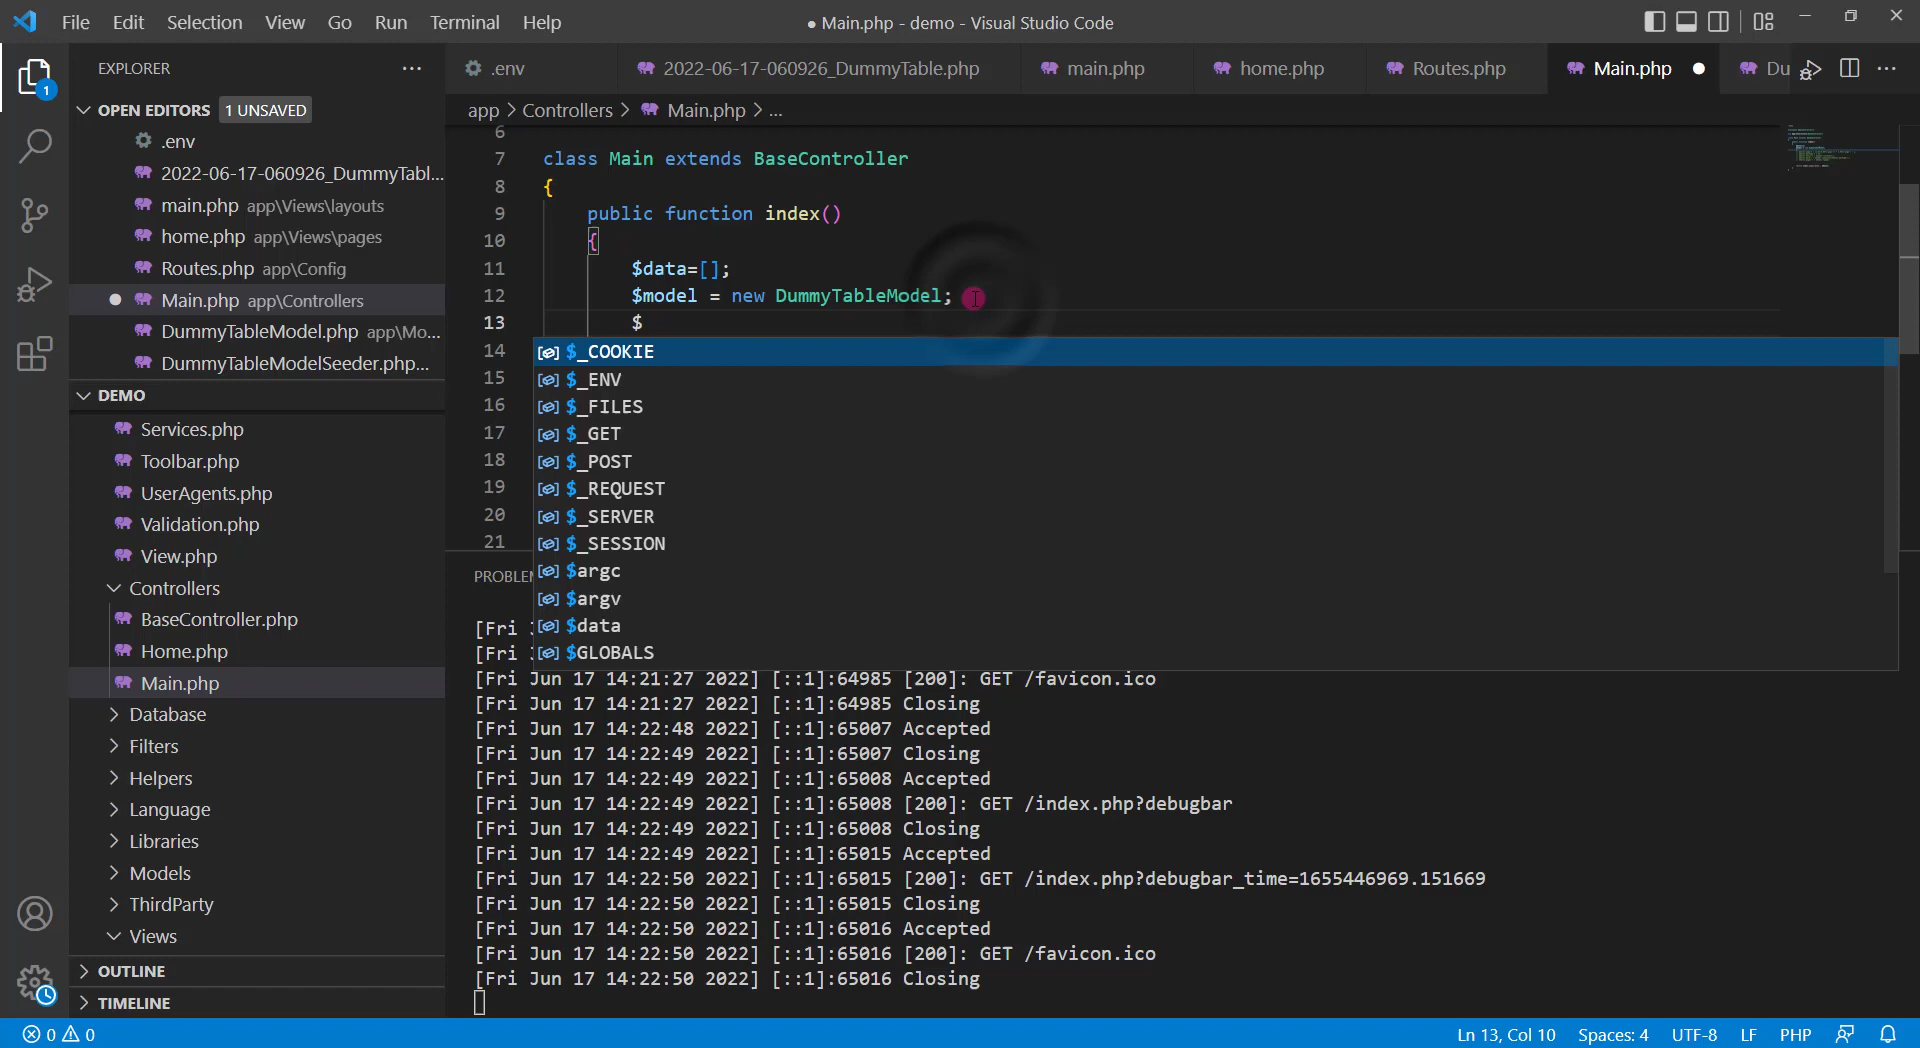 File Edit Selection View Go Run Terminal Help
● Main.php - demo - Visual Studio Code
EXPLORER
OPEN EDITORS 1 UNSAVED
.env
2022-06-17-060926_DummyTabl...
main.php app\Views\layouts
home.php app\Views\pages
Routes.php app\Config
Main.php app\Controllers
DummyTableModel.php app\Mo...
DummyTableModelSeeder.php...
DEMO
Services.php
Toolbar.php
UserAgents.php
Validation.php
View.php
Controllers
BaseController.php
Home.php
Main.php
Database
Filters
Helpers
Language
Libraries
Models
ThirdParty
Views
OUTLINE
TIMELINE
1
.env 2022-06-17-060926_DummyTable.php main.php home.php Routes.php Main.php Du
app > Controllers > Main.php > ...
6
7 class Main extends BaseController
8 {
9 public function index()
10 {
11 $data=[];
12 $model = new DummyTableModel;
13 $
14
15
16
17
18
19
20
21
$_COOKIE
$_ENV
$_FILES
$_GET
$_POST
$_REQUEST
$_SERVER
$_SESSION
$argc
$argv
$data
$GLOBALS
PROBLEM
[Fri
[Fri
[Fri Jun 17 14:21:27 2022] [::1]:64985 [200]: GET /favicon.ico
[Fri Jun 17 14:21:27 2022] [::1]:64985 Closing
[Fri Jun 17 14:22:48 2022] [::1]:65007 Accepted
[Fri Jun 17 14:22:49 2022] [::1]:65007 Closing
[Fri Jun 17 14:22:49 2022] [::1]:65008 Accepted
[Fri Jun 17 14:22:49 2022] [::1]:65008 [200]: GET /index.php?debugbar
[Fri Jun 17 14:22:49 2022] [::1]:65008 Closing
[Fri Jun 17 14:22:49 2022] [::1]:65015 Accepted
[Fri Jun 17 14:22:50 2022] [::1]:65015 [200]: GET /index.php?debugbar_time=1655446969.151669
[Fri Jun 17 14:22:50 2022] [::1]:65015 Closing
[Fri Jun 17 14:22:50 2022] [::1]:65016 Accepted
[Fri Jun 17 14:22:50 2022] [::1]:65016 [200]: GET /favicon.ico
[Fri Jun 17 14:22:50 2022] [::1]:65016 Closing
0 0
Ln 13, Col 10 Spaces: 4 UTF-8 LF PHP